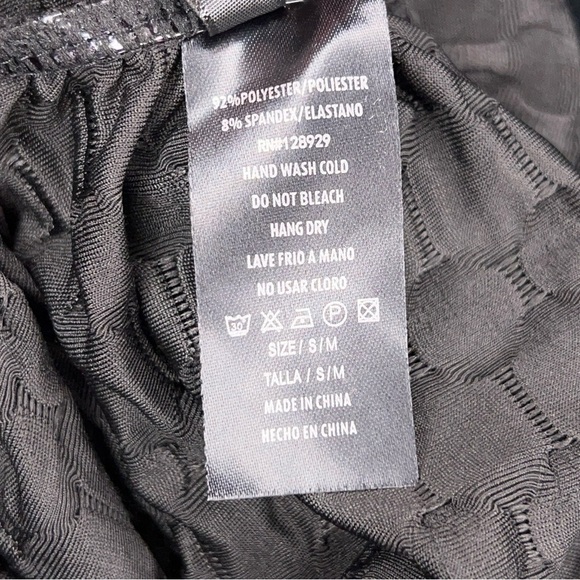 92%POLYESTER/POLIESTER
8% SPANDEX/ELASTANO
RN#128929
HAND WASH COLD
DO NOT BLEACH
HANG DRY
LAVE FRIO A MANO
NO USAR CLORO
30° P
SIZE/ S/M
TALLA/ S/M
MADE IN CHINA
HECHO EN CHINA